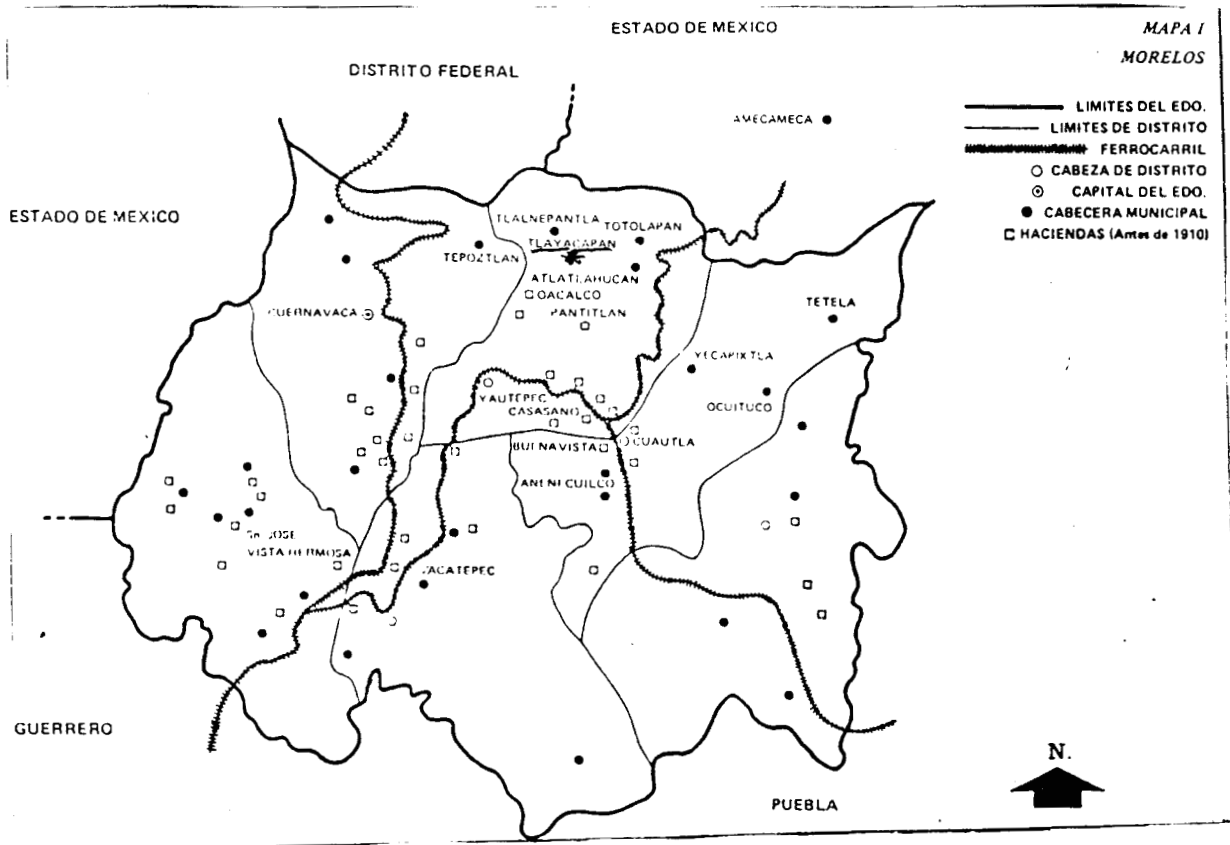 ESTADO DE MEXICO
MAPA I
MORELOS
DISTRITO FEDERAL
LIMITES DEL EDO.
LIMITES DE DISTRITO
FERROCARRIL
CABEZA DE DISTRITO
CAPITAL DEL EDO.
CABECERA MUNICIPAL
HACIENDAS (Antes de 1910)
AMECAMECA
ESTADO DE MEXICO
TLALNEPANTLA
TOTOLAPAN
TLAYACAPAN
TEPOZTLAN
ATLATLAHUCAN
OACALCO
PANTITLAN
CUERNAVACA
TETELA
YECAPIXTLA
OCUITUCO
YAUTEPEC
CASASANO
BUENAVISTA
CUAUTLA
ANENECUILCO
SN. JOSE
VISTA HERMOSA
ZACATEPEC
GUERRERO
PUEBLA
N.